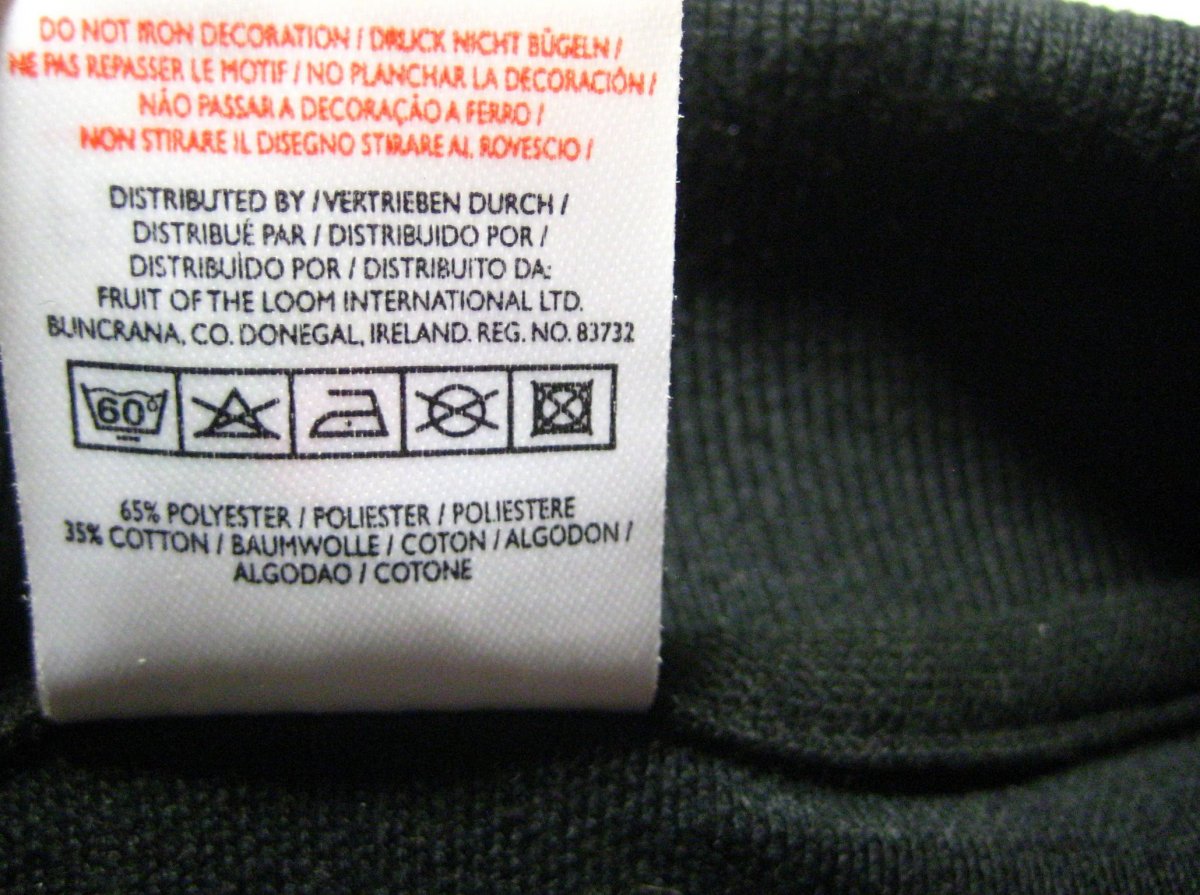 DO NOT IRON DECORATION / DRUCK NICHT BÜGELN /
NE PAS REPASSER LE MOTIF / NO PLANCHAR LA DECORACIÓN /
NÃO PASSAR A DECORAÇÃO A FERRO /
NON STIRARE IL DISEGNO STIRARE AL ROVESCIO /
DISTRIBUTED BY / VERTRIEBEN DURCH /
DISTRIBUÉ PAR / DISTRIBUIDO POR /
DISTRIBUÍDO POR / DISTRIBUITO DA:
FRUIT OF THE LOOM INTERNATIONAL LTD.
BUNCRANA, CO. DONEGAL, IRELAND. REG. NO. 83732
60°
65% POLYESTER / POLIESTER / POLIESTERE
35% COTTON / BAUMWOLLE / COTON / ALGODON /
ALGODAO / COTONE